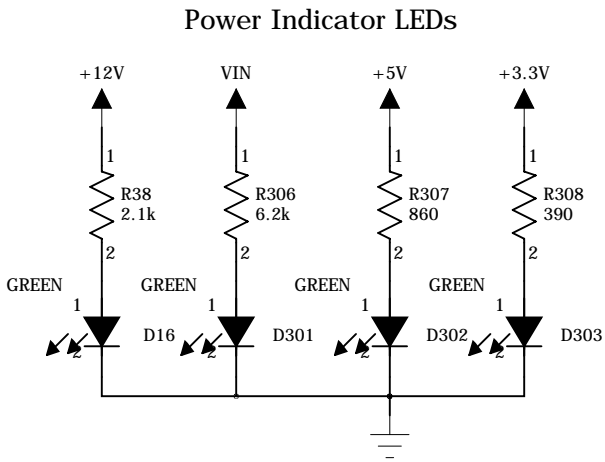 Power Indicator LEDs
+12V VIN +5V +3.3V
1 1 1 1
R38 R306 R307 R308
2.1k 6.2k 860 390
2 2 2 2
GREEN GREEN GREEN GREEN
1 1 1 1
D16 D301 D302 D303
2 2 2 2